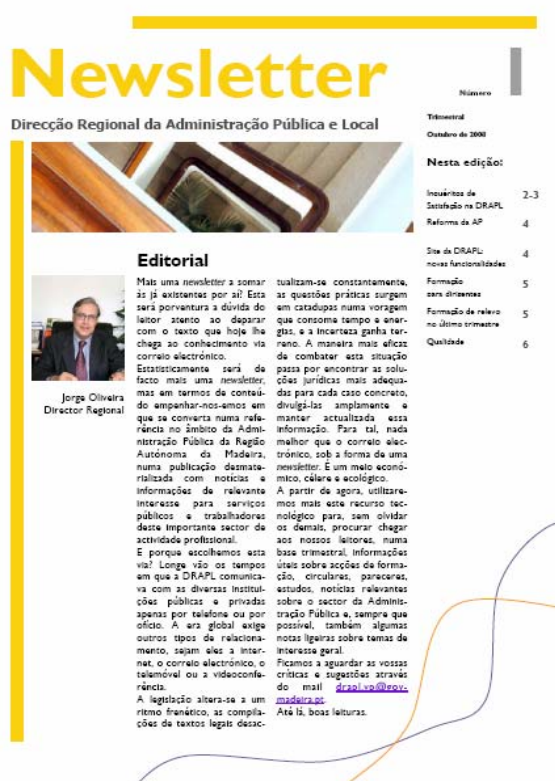 Newsletter
Número
1
Direcção Regional da Administração Pública e Local
Trimestral
Outubro de 2008
Nesta edição:
Inquéritos de
Satisfação na DRAPL
2-3
Reforma da AP
4
Site da DRAPL:
novas funcionalidades
4
Formação
para dirigentes
5
Formação de relevo
no último trimestre
5
Qualidade
6
Jorge Oliveira
Director Regional
Editorial
Mais uma newsletter a somar
às já existentes por aí? Esta
será porventura a dúvida do
leitor atento ao deparar
com o texto que hoje lhe
chega ao conhecimento via
correio electrónico.
Estatisticamente será de
facto mais uma newsletter,
mas em termos de conteú-
do empenhar-nos-emos em
que se converta numa refe-
rência no âmbito da Admi-
nistração Pública da Região
Autónoma da Madeira,
numa publicação desmate-
rializada com notícias e
informações de relevante
interesse para serviços
públicos e trabalhadores
deste importante sector de
actividade profissional.
E porque escolhemos esta
via? Longe vão os tempos
em que a DRAPL comunica-
va com as diversas institui-
ções públicas e privadas
apenas por telefone ou por
ofício. A era global exige
outros tipos de relaciona-
mento, sejam eles a inter-
net, o correio electrónico, o
telemóvel ou a videoconfe-
rência.
A legislação altera-se a um
ritmo frenético, as compila-
ções de textos legais desac-
tualizam-se constantemente,
as questões práticas surgem
em catadupas numa voragem
que consome tempo e ener-
gias, e a incerteza ganha ter-
reno. A maneira mais eficaz
de combater esta situação
passa por encontrar as solu-
ções jurídicas mais adequa-
das para cada caso concreto,
divulgá-las amplamente e
manter actualizada essa
informação. Para tal, nada
melhor que o correio elec-
trónico, sob a forma de uma
newsletter. É um meio econó-
mico, célere e ecológico.
A partir de agora, utilizare-
mos mais este recurso tec-
nológico para, sem olvidar
os demais, procurar chegar
aos nossos leitores, numa
base trimestral, informações
úteis sobre acções de forma-
ção, circulares, pareceres,
estudos, notícias relevantes
sobre o sector da Adminis-
tração Pública e, sempre que
possível, também algumas
notas ligeiras sobre temas de
interesse geral.
Ficamos a aguardar as vossas
críticas e sugestões através
do mail drapl.vp@gov-
madeira.pt.
Até lá, boas leituras.